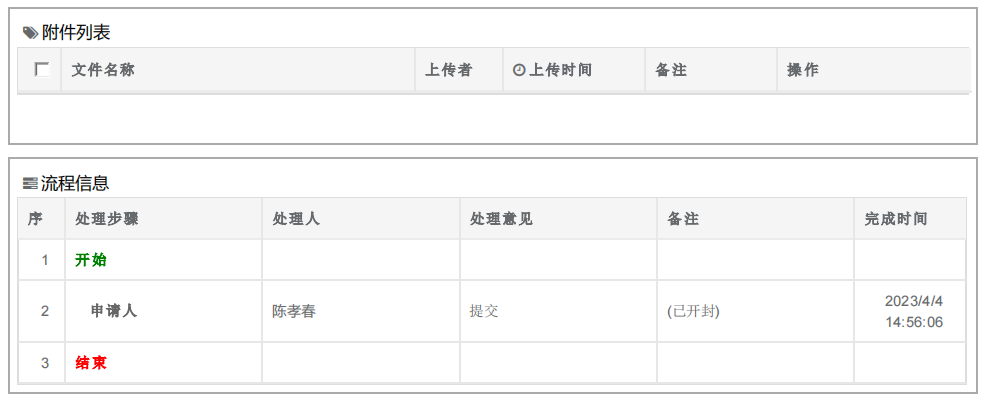 附件列表
文件名称 上传者 上传时间 备注 操作
流程信息
序 处理步骤 处理人 处理意见 备注 完成时间
1 开始
2 申请人 陈孝春 提交 (已开封) 2023/4/4
14:56:06
3 结束